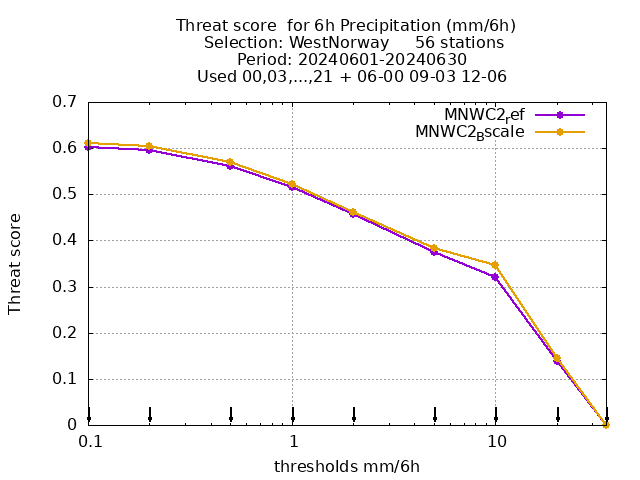 Threat score  for 6h Precipitation (mm/6h)
Selection: WestNorway     56 stations
Period: 20240601-20240630
Used 00,03,...,21 + 06-00 09-03 12-06
MNWC2ref
MNWC2Bscale
0.7
0.6
0.5
0.4
0.3
0.2
0.1
0
Threat score
0.1 1 10
thresholds mm/6h